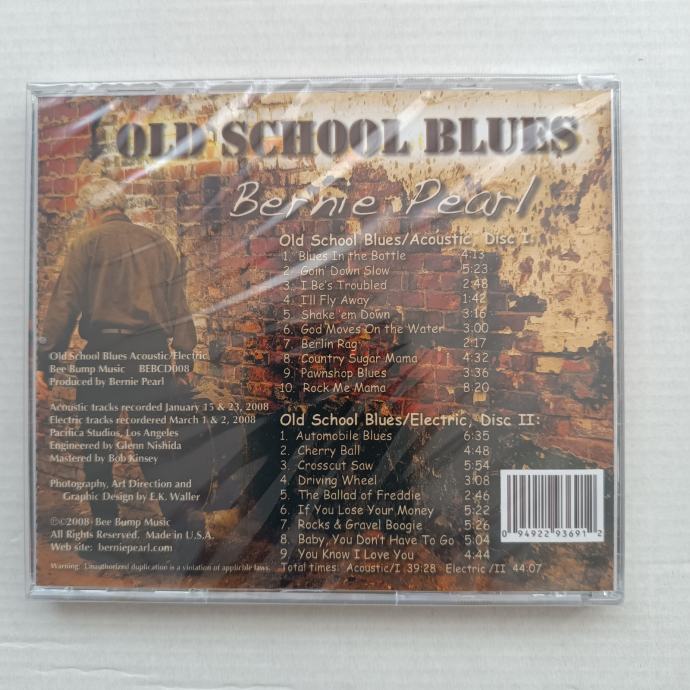 OLD SCHOOL BLUES
Bernie Pearl
Old School Blues/Acoustic, Disc I:
1. Blues In the Bottle 4:13
2. Goin' Down Slow 5:23
3. I Be's Troubled 2:48
4. I'll Fly Away 1:42
5. Shake 'em Down 3:16
6. God Moves On the Water 3:00
7. Berlin Rag 2:17
8. Country Sugar Mama 4:32
9. Pawnshop Blues 3:36
10. Rock Me Mama 8:20
Old School Blues/Electric, Disc II:
1. Automobile Blues 6:35
2. Cherry Ball 4:48
3. Crosscut Saw 5:54
4. Driving Wheel 3:08
5. The Ballad of Freddie 2:46
6. If You Lose Your Money 5:22
7. Rocks & Gravel Boogie 5:26
8. Baby, You Don't Have To Go 5:04
9. You Know I Love You 4:44
Total times: Acoustic/I 39:28 Electric /II 44:07
Old School Blues Acoustic/Electric
Bee Bump Music BEBCD008
Produced by Bernie Pearl
Acoustic tracks recorded January 15 & 23, 2008
Electric tracks recordered March 1 & 2, 2008
Pacifica Studios, Los Angeles
Engineered by Glenn Nishida
Mastered by Bob Kinsey
Photography, Art Direction and
Graphic Design by E.K. Waller
℗©2008 - Bee Bump Music
All Rights Reserved. Made in U.S.A.
Web site: berniepearl.com
Warning: Unauthorized duplication is a violation of applicble laws.
0 94922 93691 2